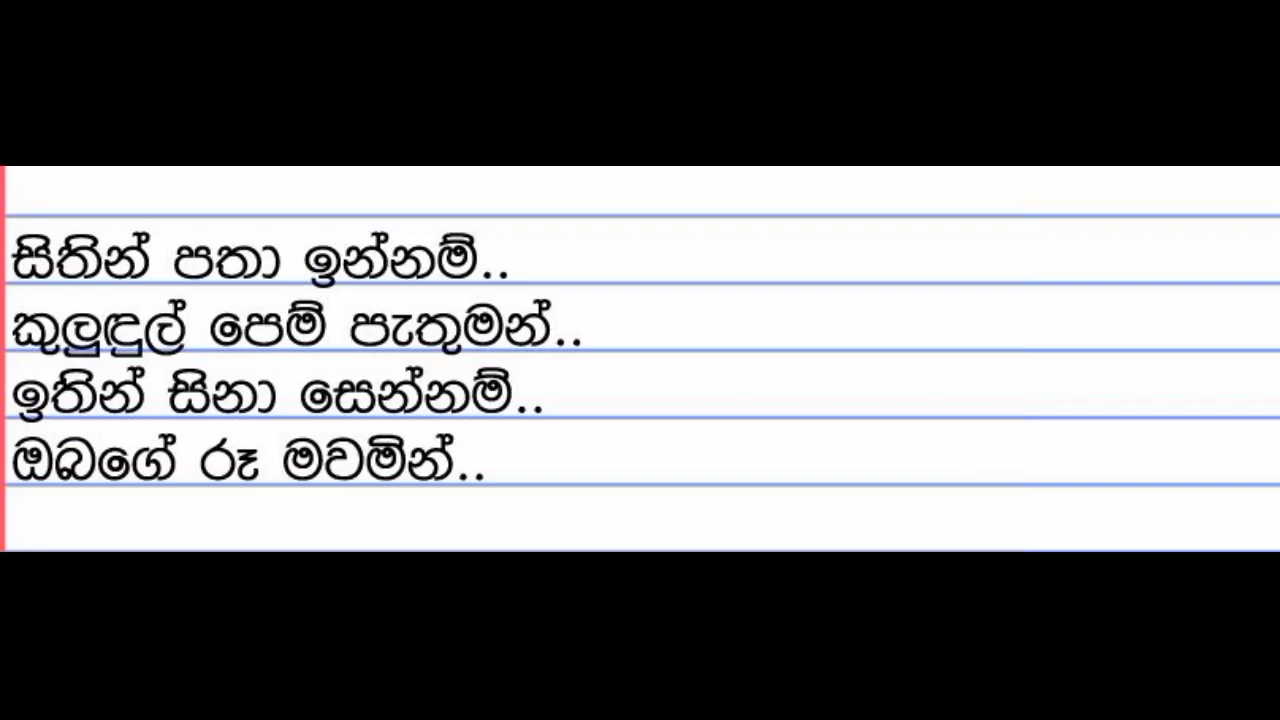 සිතින් පතා ඉන්නම්..
කුලුඳුල් පෙම් පැතුමන්..
ඉතින් සිනා සෙන්නම්..
ඔබගේ රූ මවමින්..